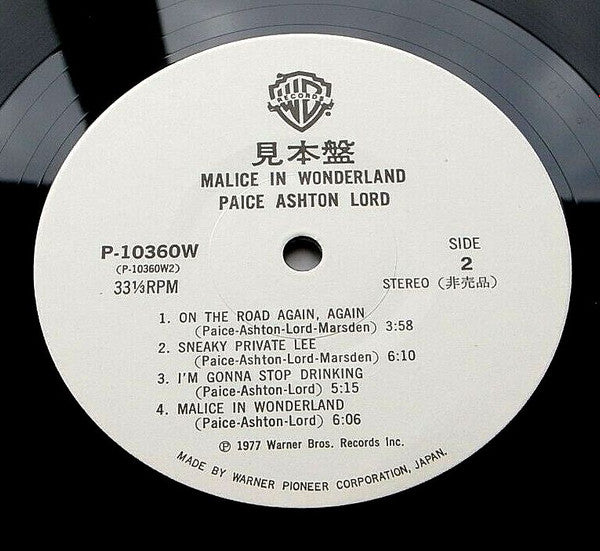 WB
RECORDS
見本盤
MALICE IN WONDERLAND
PAICE ASHTON LORD
P-10360W
(P-10360W2)
33⅓RPM
SIDE
2
STEREO (非売品)
1. ON THE ROAD AGAIN, AGAIN
(Paice-Ashton-Lord-Marsden) 3:58
2. SNEAKY PRIVATE LEE
(Paice-Ashton-Lord-Marsden) 6:10
3. I'M GONNA STOP DRINKING
(Paice-Ashton-Lord) 5:15
4. MALICE IN WONDERLAND
(Paice-Ashton-Lord) 6:06
℗ 1977 Warner Bros. Records Inc.
MADE BY WARNER PIONEER CORPORATION, JAPAN.